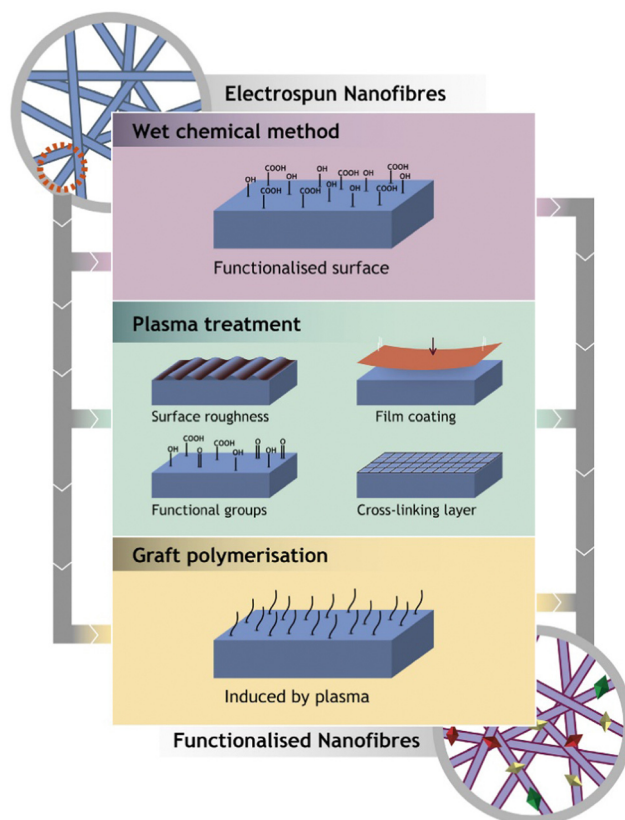 Electrospun Nanofibres
Wet chemical method
OH
COOH
COOH
OH
OH
COOH
COOH
OH
OH
COOH
COOH
OH
Functionalised surface
Plasma treatment
Surface roughness
Film coating
OH
COOH
O
COOH
OH
O
OH
O
Functional groups
Cross-linking layer
Graft polymerisation
Induced by plasma
Functionalised Nanofibres